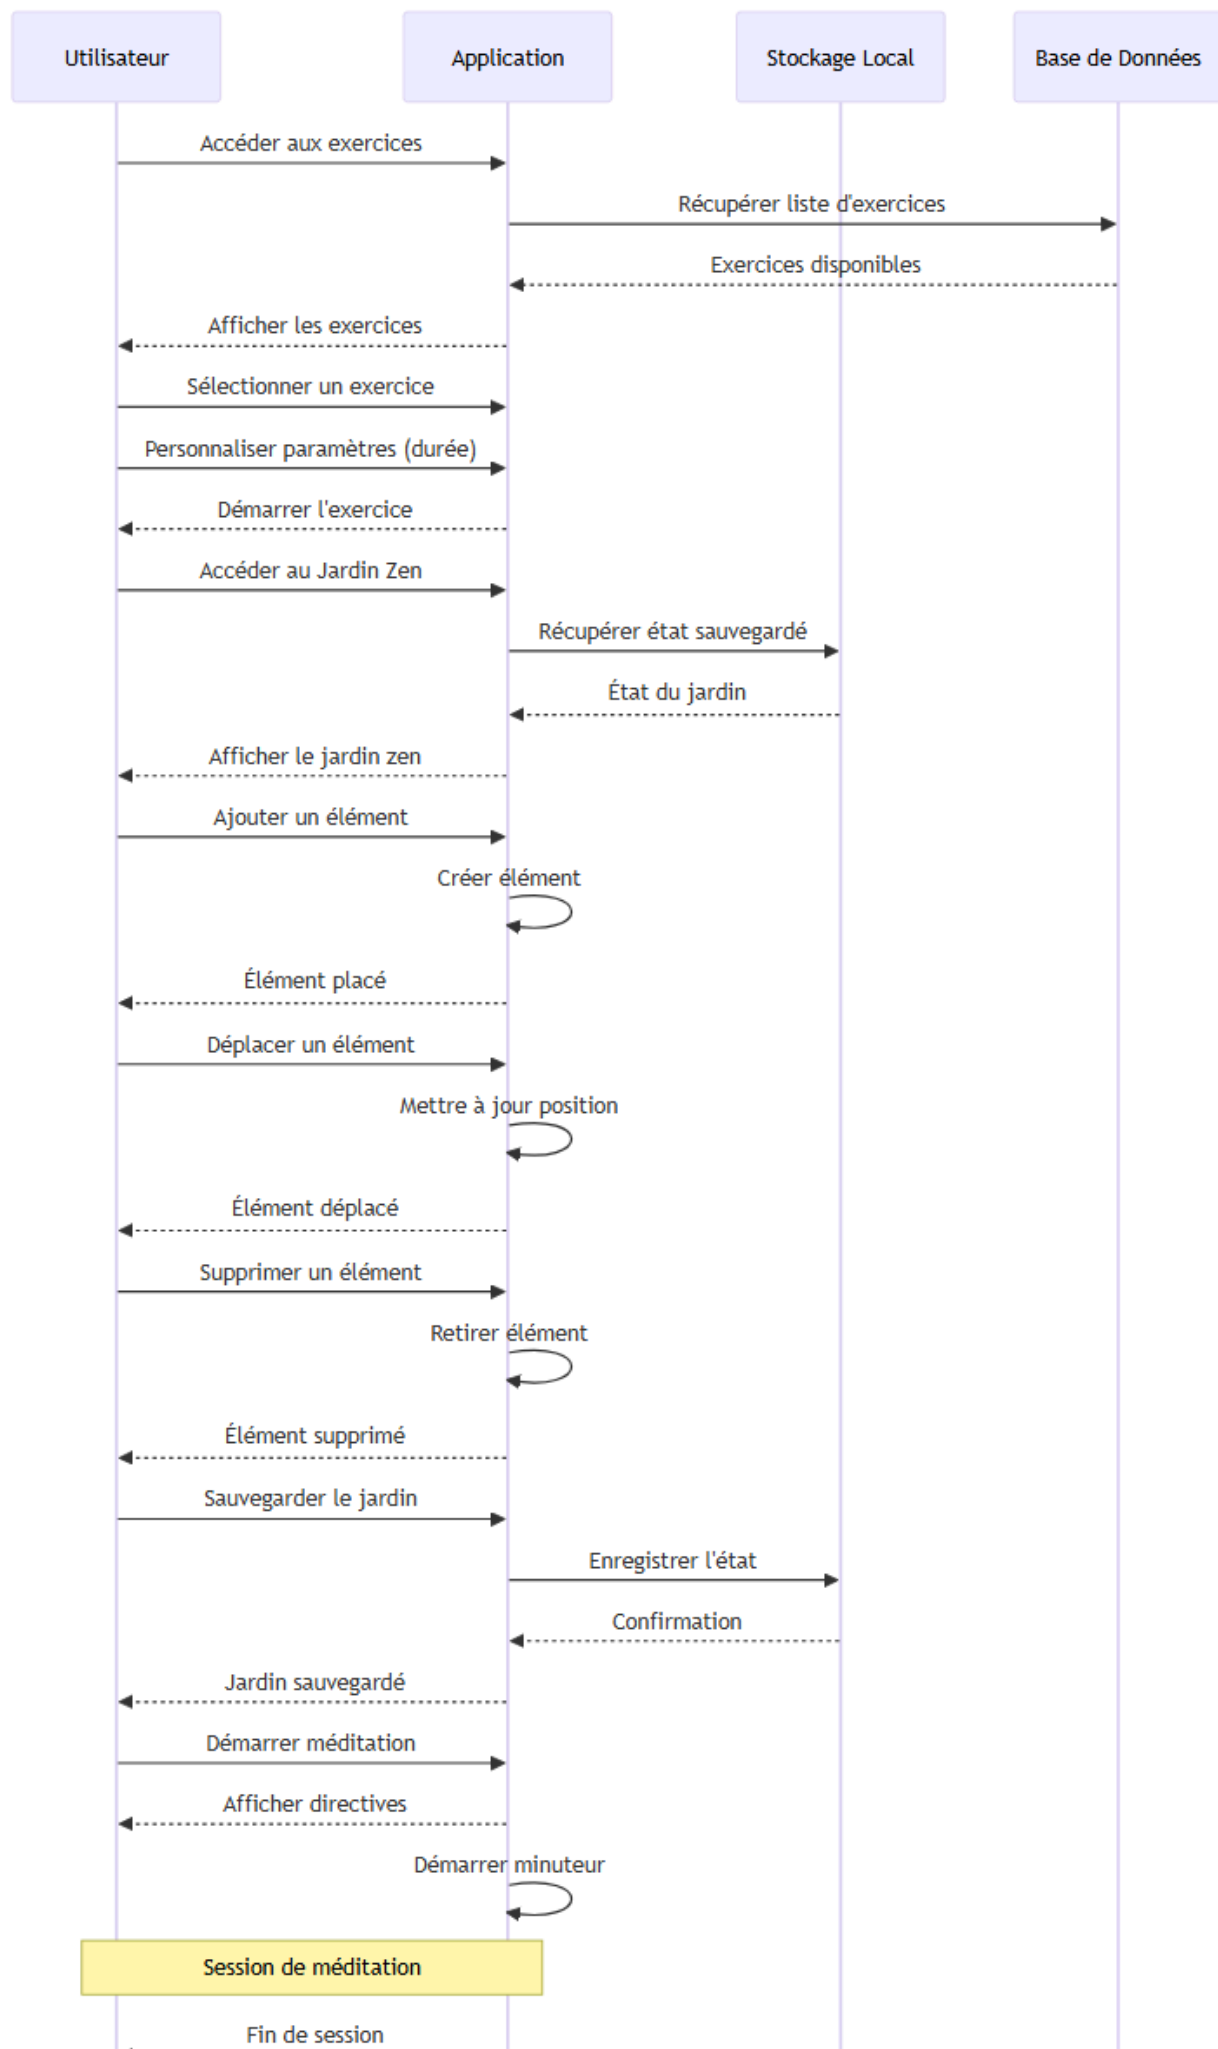 Utilisateur
Application
Stockage Local
Base de Données
Accéder aux exercices
Récupérer liste d'exercices
Exercices disponibles
Afficher les exercices
Sélectionner un exercice
Personnaliser paramètres (durée)
Démarrer l'exercice
Accéder au Jardin Zen
Récupérer état sauvegardé
État du jardin
Afficher le jardin zen
Ajouter un élément
Créer élément
Élément placé
Déplacer un élément
Mettre à jour position
Élément déplacé
Supprimer un élément
Retirer élément
Élément supprimé
Sauvegarder le jardin
Enregistrer l'état
Confirmation
Jardin sauvegardé
Démarrer méditation
Afficher directives
Démarrer minuteur
Session de méditation
Fin de session